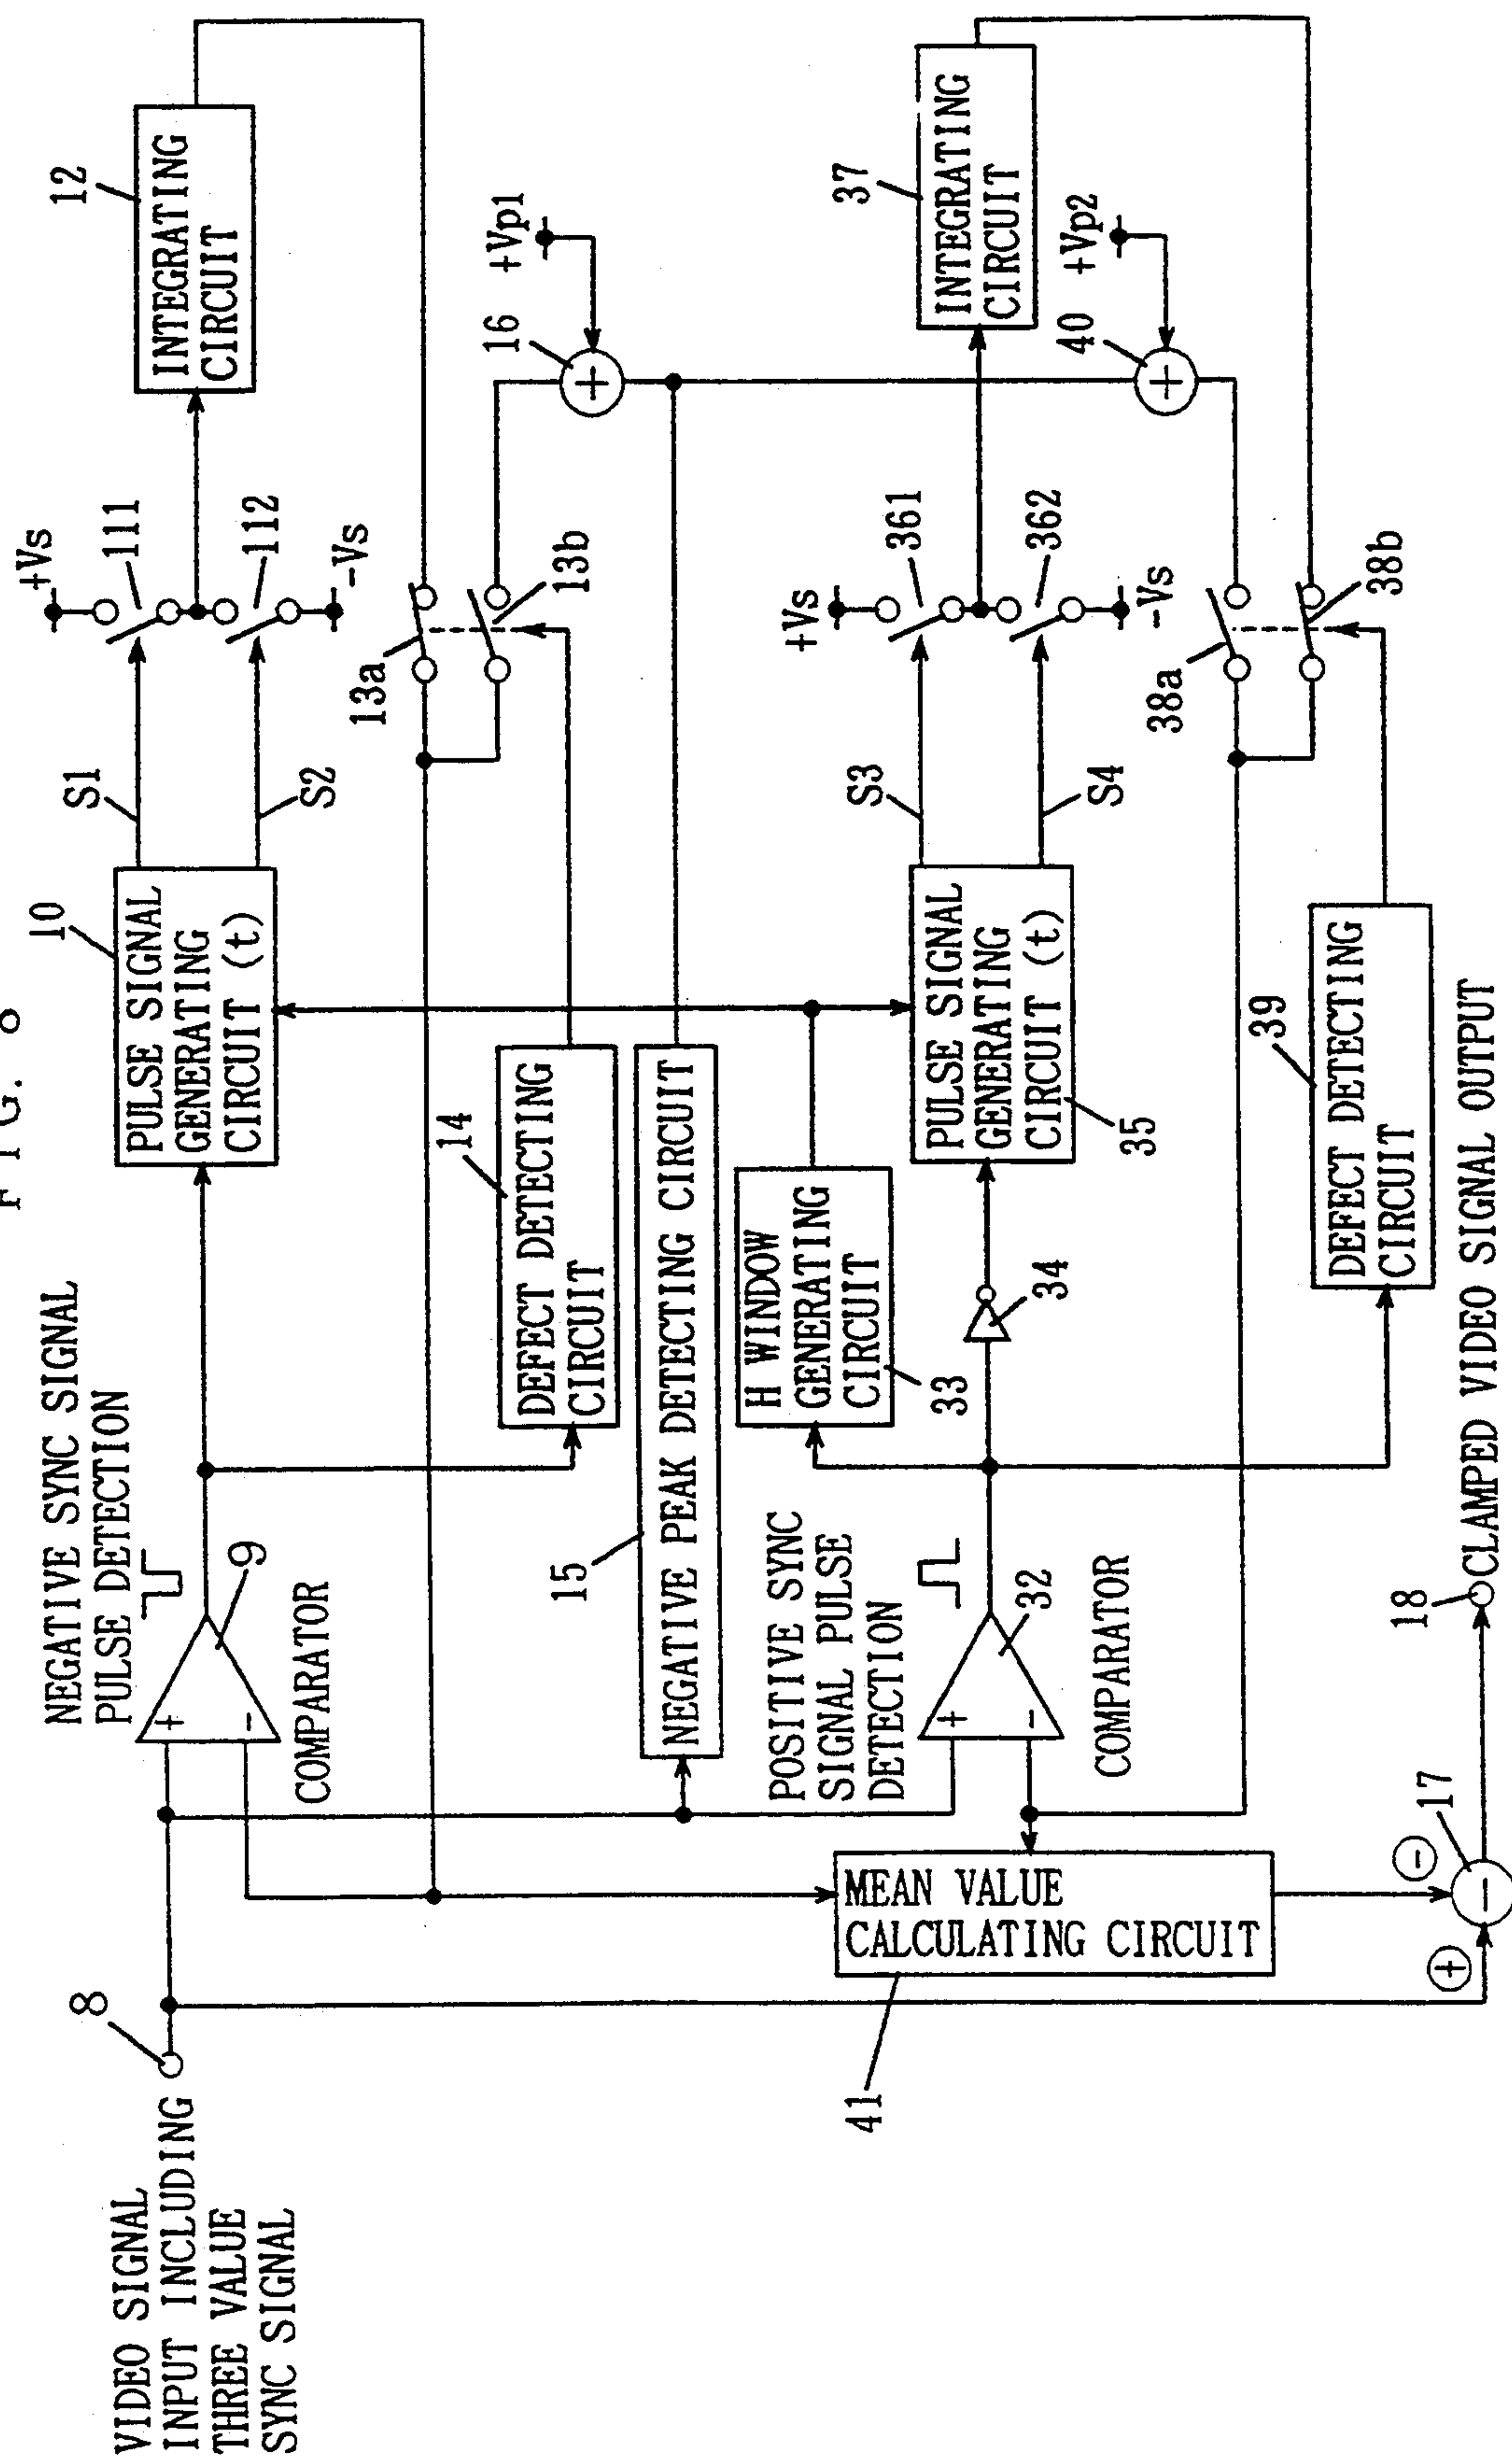 FIG. 8
VIDEO SIGNAL
INPUT INCLUDING
THREE VALUE
SYNC SIGNAL
8
NEGATIVE SYNC SIGNAL
PULSE DETECTION
+
-
9
COMPARATOR
10
PULSE SIGNAL
GENERATING
CIRCUIT (t)
S1
S2
+Vs
111
112
-Vs
12
INTEGRATING
CIRCUIT
13a
13b
14
DEFECT DETECTING
CIRCUIT
15
NEGATIVE PEAK DETECTING CIRCUIT
16
+
+Vp1
POSITIVE SYNC
SIGNAL PULSE
DETECTION
+
-
32
COMPARATOR
H WINDOW
GENERATING
CIRCUIT
33
34
PULSE SIGNAL
GENERATING
CIRCUIT (t)
35
S3
S4
+Vs
361
362
-Vs
37
INTEGRATING
CIRCUIT
38a
38b
40
+
+Vp2
39
DEFECT DETECTING
CIRCUIT
MEAN VALUE
CALCULATING CIRCUIT
41
+
-
-
17
18
CLAMPED VIDEO SIGNAL OUTPUT